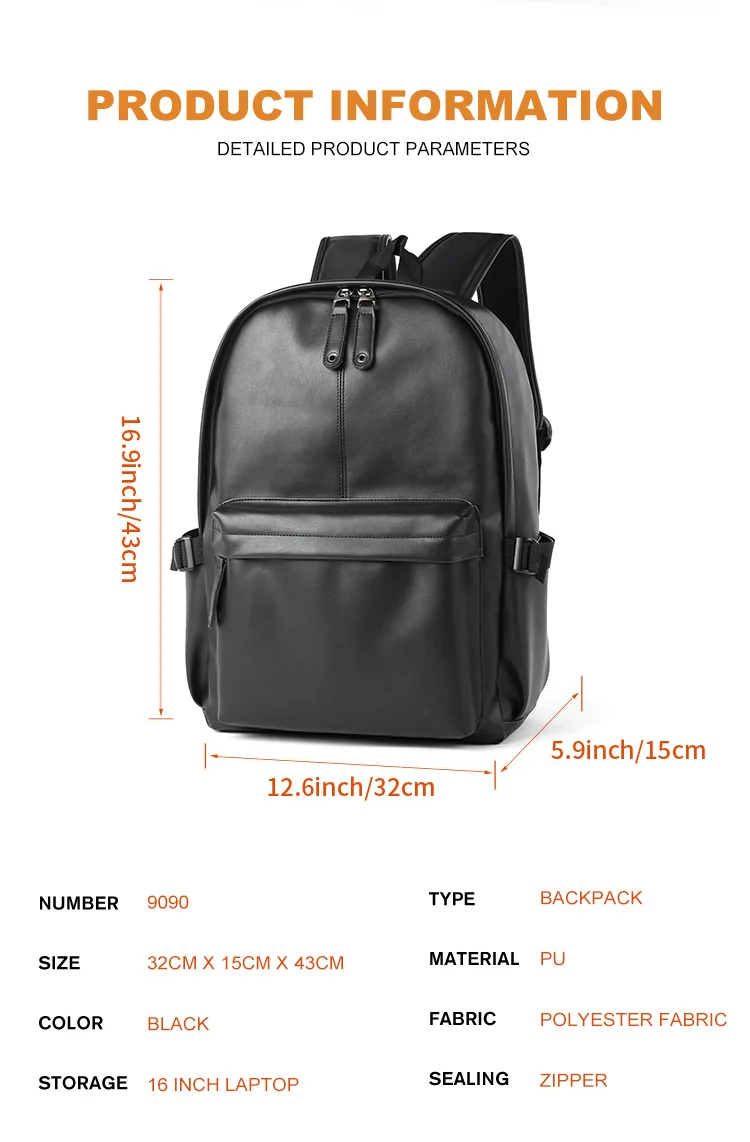 PRODUCT INFORMATION
DETAILED PRODUCT PARAMETERS
16.9inch/43cm
5.9inch/15cm
12.6inch/32cm
NUMBER 9090
TYPE BACKPACK
SIZE 32CM X 15CM X 43CM
MATERIAL PU
COLOR BLACK
FABRIC POLYESTER FABRIC
STORAGE 16 INCH LAPTOP
SEALING ZIPPER